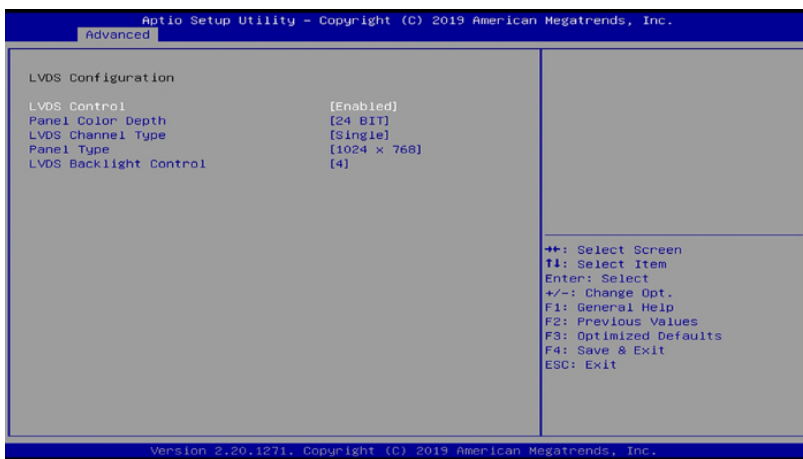 Aptio Setup Utility – Copyright (C) 2019 American Megatrends, Inc.
Advanced
LVDS Configuration
LVDS Control [Enabled]
Panel Color Depth [24 BIT]
LVDS Channel Type [Single]
Panel Type [1024 x 768]
LVDS Backlight Control [4]
→←: Select Screen
↑↓: Select Item
Enter: Select
+/-: Change Opt.
F1: General Help
F2: Previous Values
F3: Optimized Defaults
F4: Save & Exit
ESC: Exit
Version 2.20.1271. Copyright (C) 2019 American Megatrends, Inc.